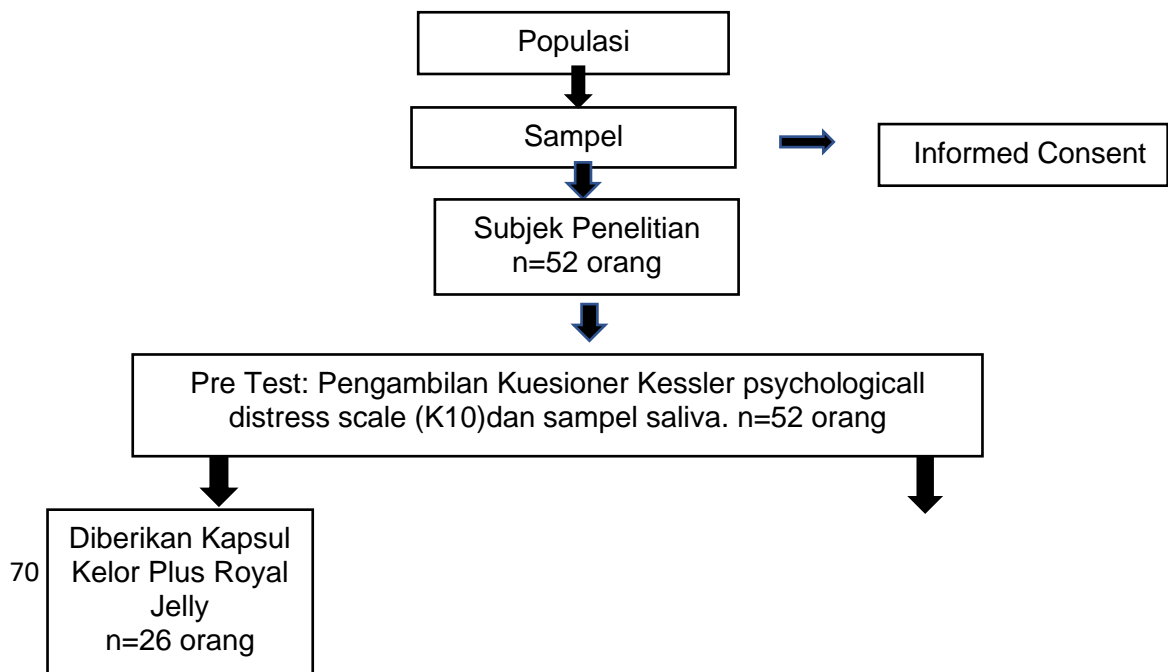 Populasi
Sampel
Informed Consent
Subjek Penelitian
n=52 orang
Pre Test: Pengambilan Kuesioner Kessler psychologicall
distress scale (K10)dan sampel saliva. n=52 orang
Diberikan Kapsul
Kelor Plus Royal
Jelly
n=26 orang
70